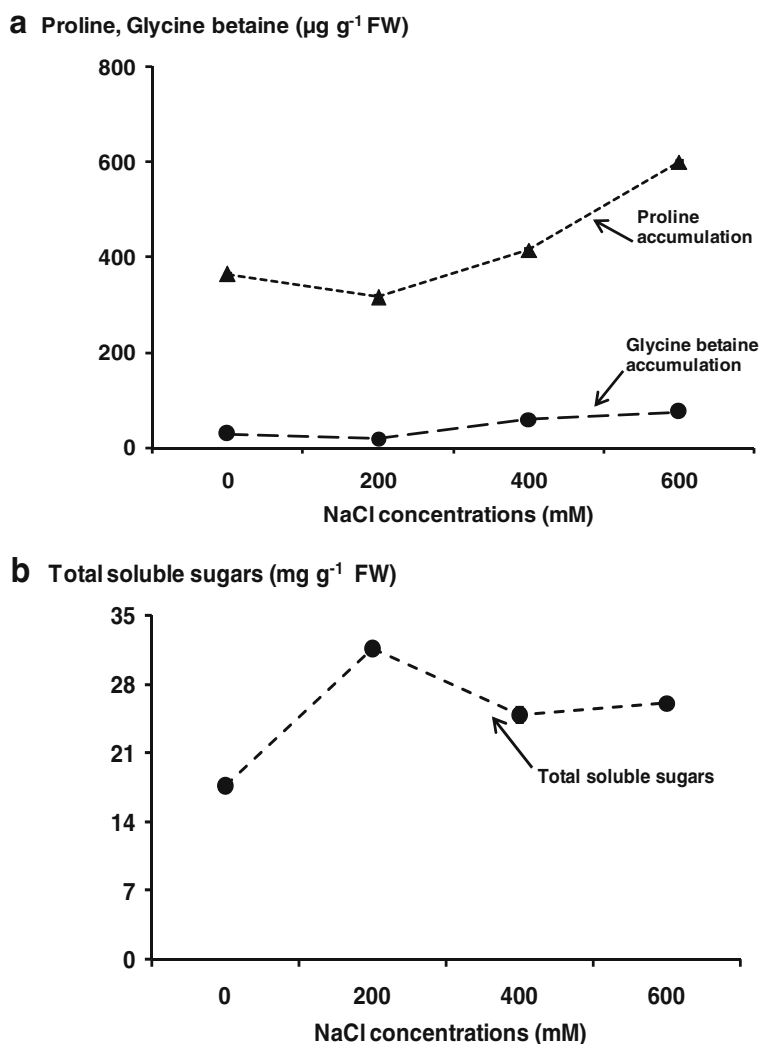 a Proline, Glycine betaine (µg g⁻¹ FW)
800
600
Proline
accumulation
400
Glycine betaine
accumulation
200
0
0 200 400 600
NaCl concentrations (mM)
b Total soluble sugars (mg g⁻¹ FW)
35
28
21
Total soluble sugars
14
7
0
0 200 400 600
NaCl concentrations (mM)